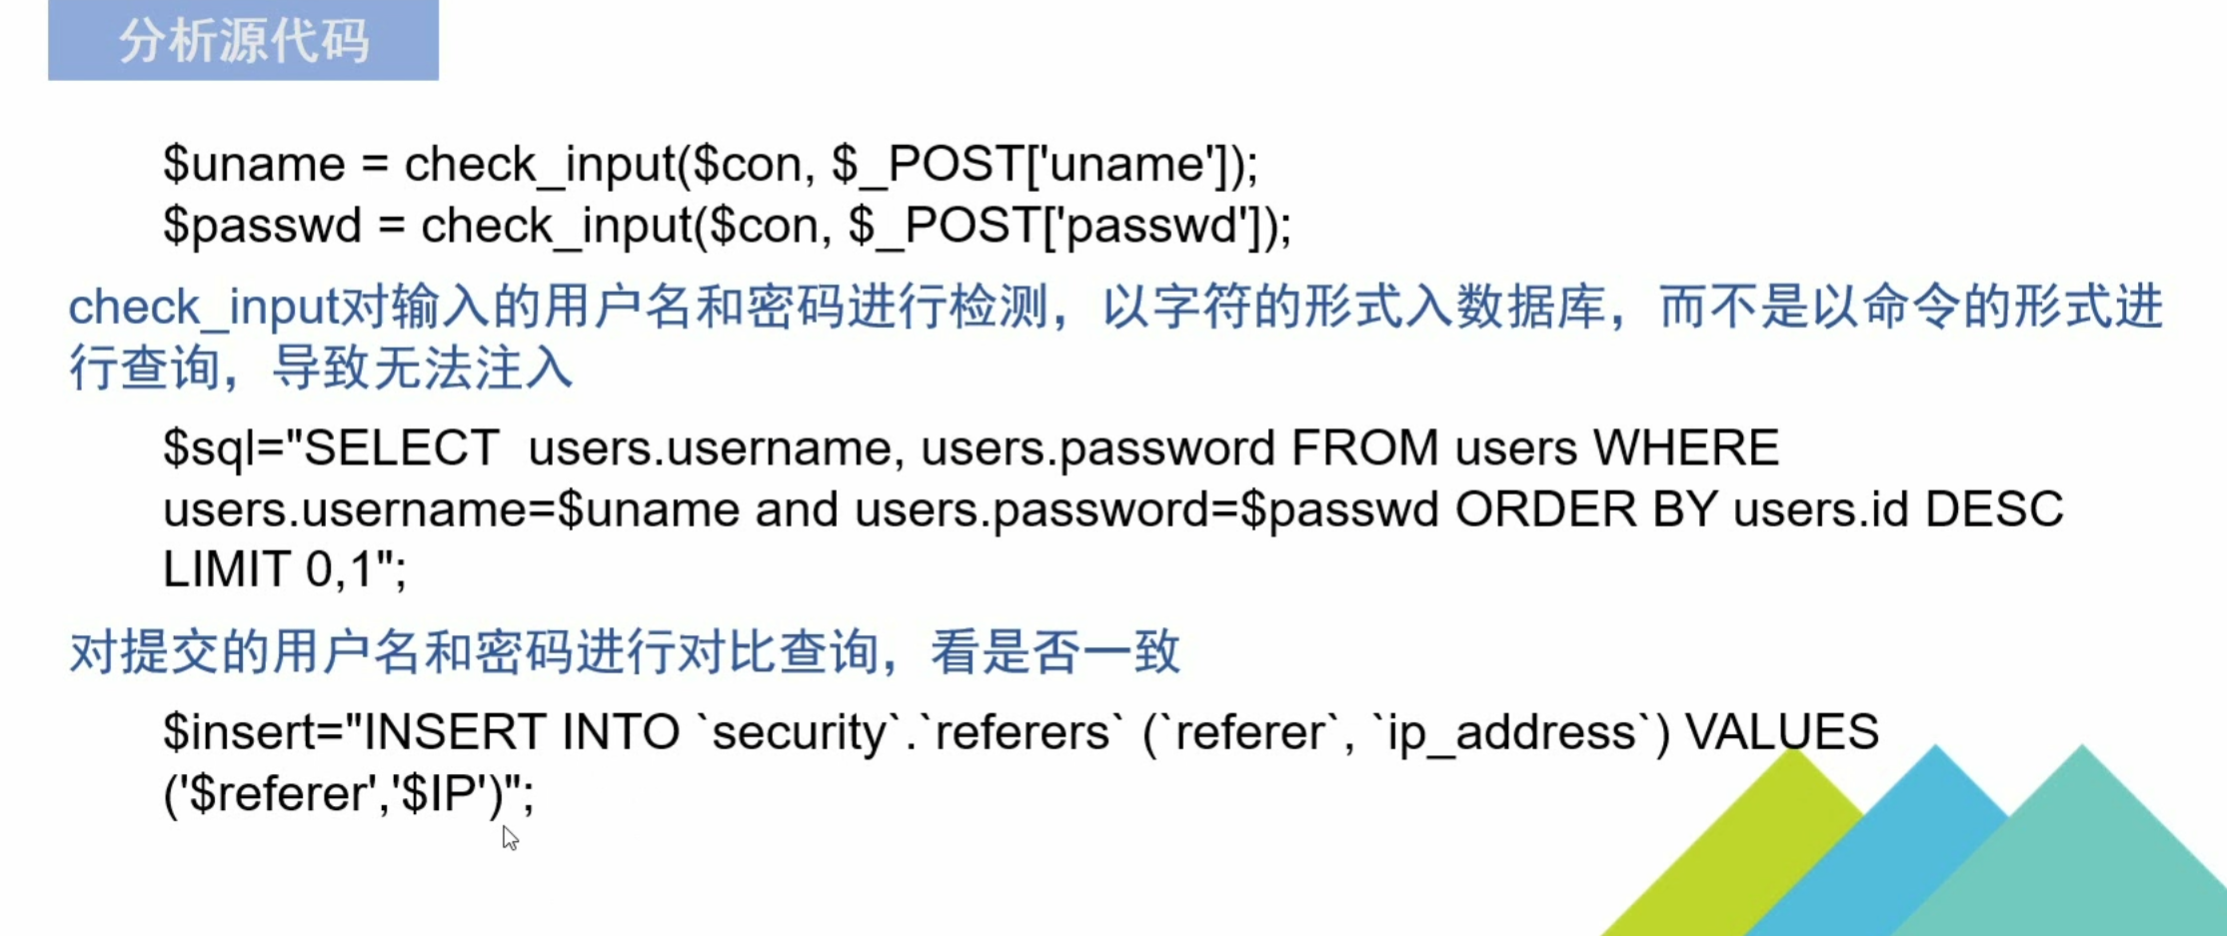 分析源代码
$uname = check_input($con, $_POST['uname']);
$passwd = check_input($con, $_POST['passwd']);
check_input对输入的用户名和密码进行检测，以字符的形式入数据库，而不是以命令的形式进
行查询，导致无法注入
$sql="SELECT  users.username, users.password FROM users WHERE
users.username=$uname and users.password=$passwd ORDER BY users.id DESC
LIMIT 0,1";
对提交的用户名和密码进行对比查询，看是否一致
$insert="INSERT INTO `security`.`referers` (`referer`, `ip_address`) VALUES
('$referer','$IP')";